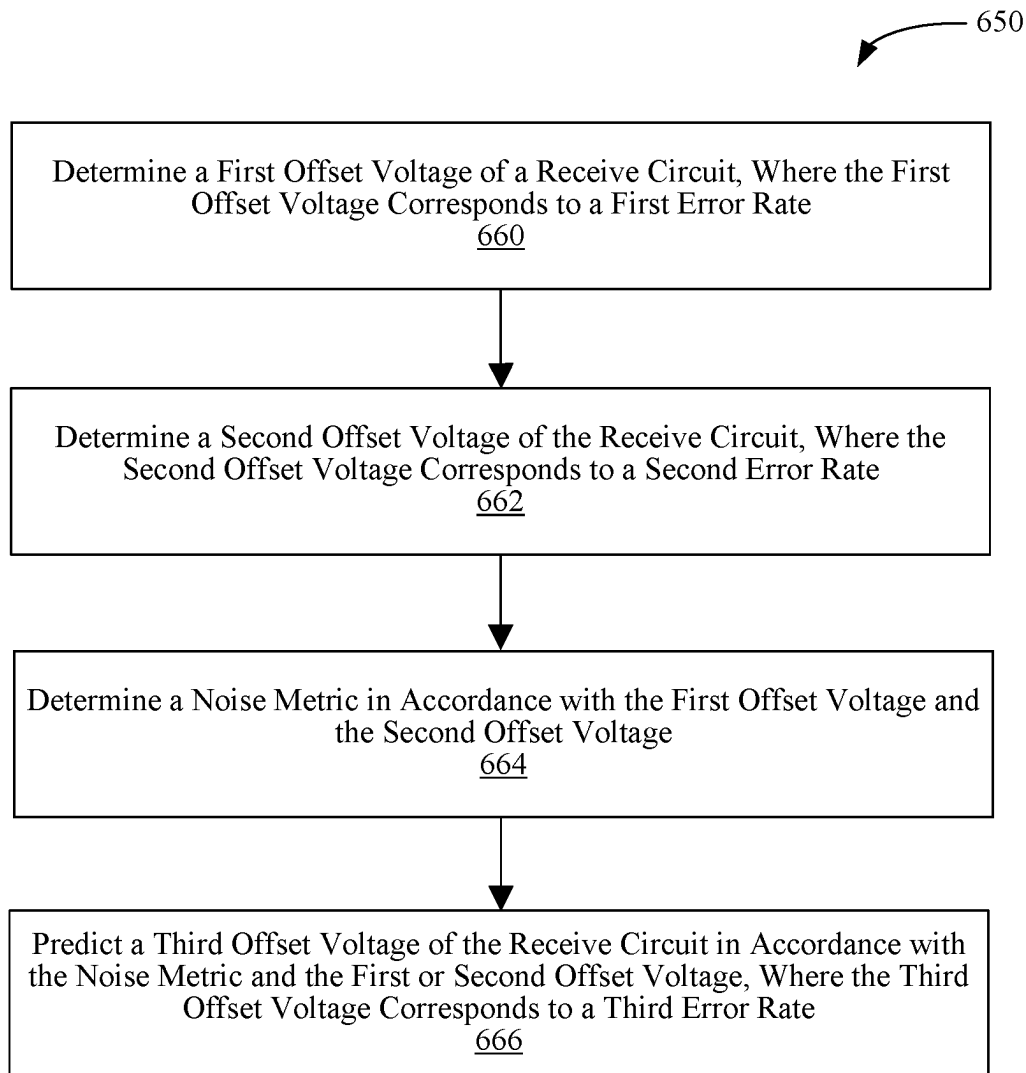 650
Determine a First Offset Voltage of a Receive Circuit, Where the First
Offset Voltage Corresponds to a First Error Rate
660
Determine a Second Offset Voltage of the Receive Circuit, Where the
Second Offset Voltage Corresponds to a Second Error Rate
662
Determine a Noise Metric in Accordance with the First Offset Voltage and
the Second Offset Voltage
664
Predict a Third Offset Voltage of the Receive Circuit in Accordance with
the Noise Metric and the First or Second Offset Voltage, Where the Third
Offset Voltage Corresponds to a Third Error Rate
666